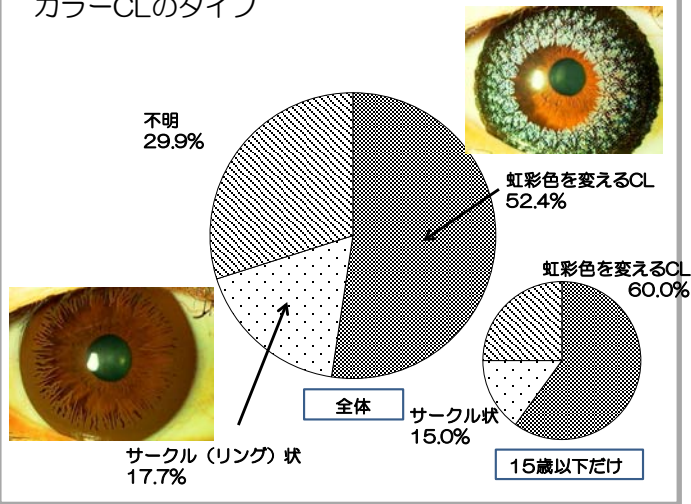 カラーCLのタイプ
不明
29.9%
虹彩色を変えるCL
52.4%
虹彩色を変えるCL
60.0%
全体
サークル状
15.0%
サークル（リング）状
17.7%
15歳以下だけ